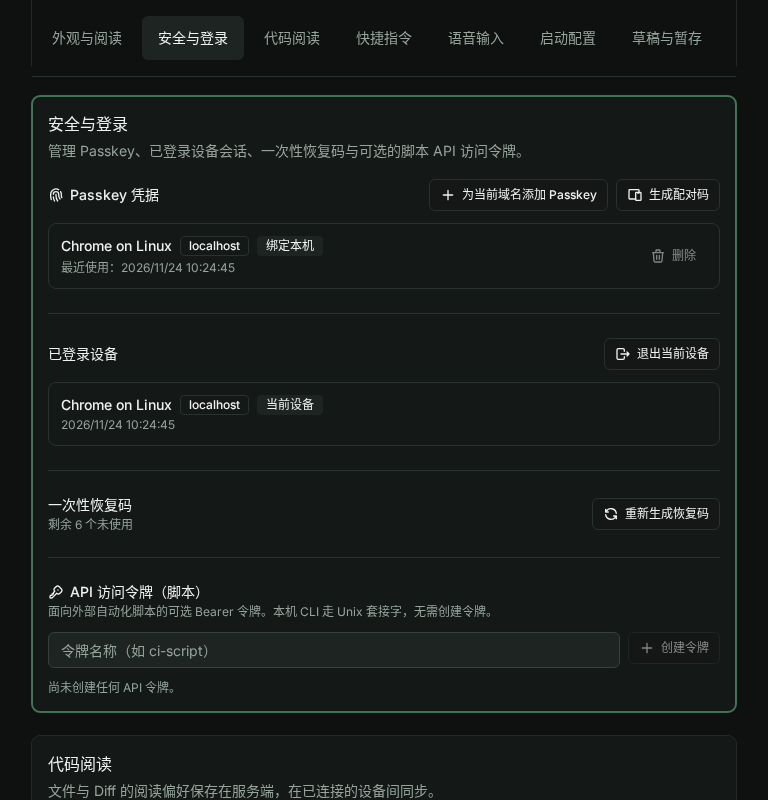 外观与阅读 安全与登录 代码阅读 快捷指令 语音输入 启动配置 草稿与暂存
安全与登录
管理 Passkey、已登录设备会话、一次性恢复码与可选的脚本 API 访问令牌。
Passkey 凭据 为当前域名添加 Passkey 生成配对码
Chrome on Linux localhost 绑定本机
最近使用：2026/11/24 10:24:45 删除
已登录设备 退出当前设备
Chrome on Linux localhost 当前设备
2026/11/24 10:24:45
一次性恢复码
剩余 6 个未使用 重新生成恢复码
API 访问令牌（脚本）
面向外部自动化脚本的可选 Bearer 令牌。本机 CLI 走 Unix 套接字，无需创建令牌。
令牌名称（如 ci-script） 创建令牌
尚未创建任何 API 令牌。
代码阅读
文件与 Diff 的阅读偏好保存在服务端，在已连接的设备间同步。